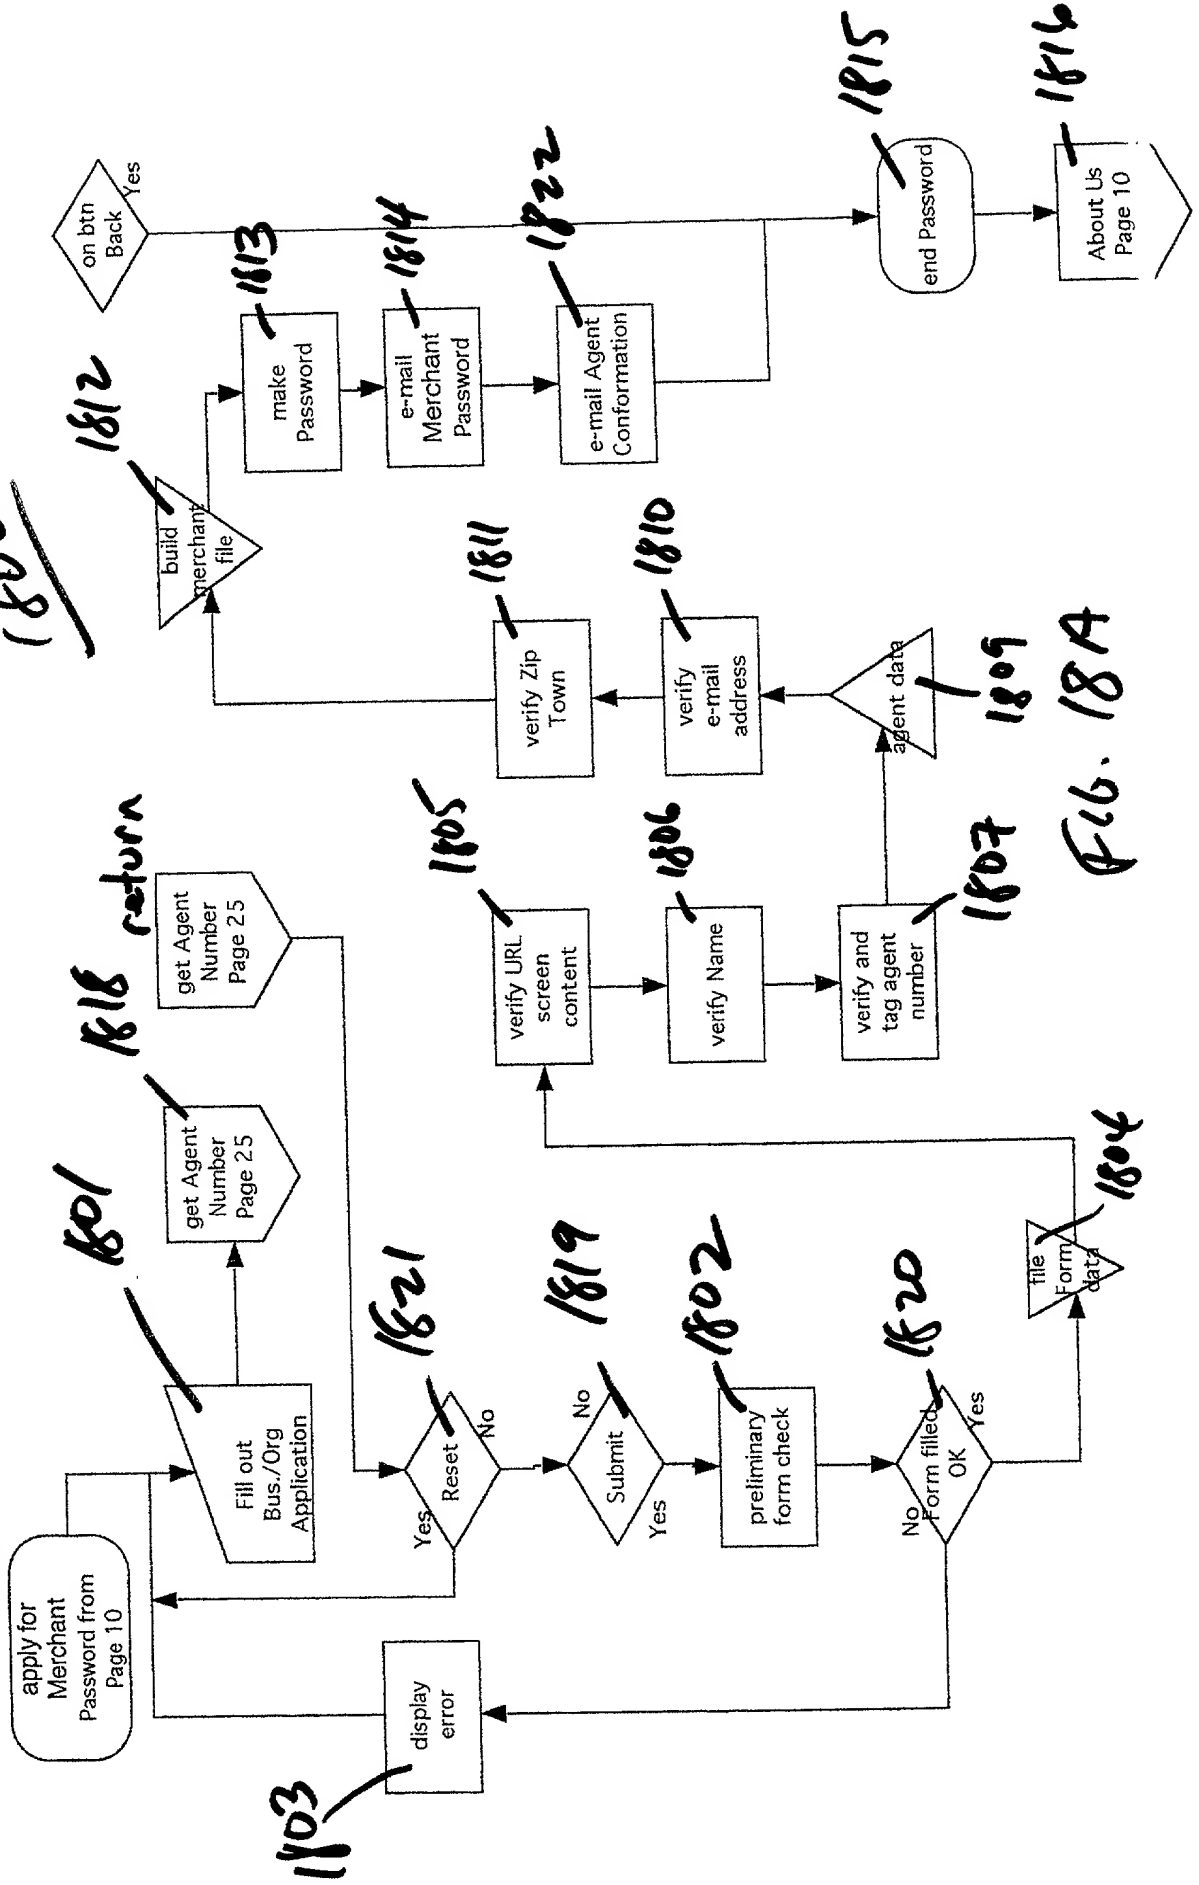 apply for
Merchant
Password from
Page 10
1801
Fill out
Bus./Org
Application
1818
get Agent
Number
Page 25
return
get Agent
Number
Page 25
1803
display
error
1821
Reset
Yes
No
1819
Submit
No
Yes
1802
preliminary
form check
1820
Form filled
OK
No
Yes
1804
file
Form
data
1805
verify URL
screen
content
1806
verify Name
1807
verify and
tag agent
number
1809
agent data
1810
verify
e-mail
address
1811
verify Zip
Town
1812
build
merchant
file
1813
make
Password
1814
e-mail
Merchant
Password
1822
e-mail Agent
Conformation
on btn
Back
Yes
1815
end Password
1816
About Us
Page 10
FIG. 18A